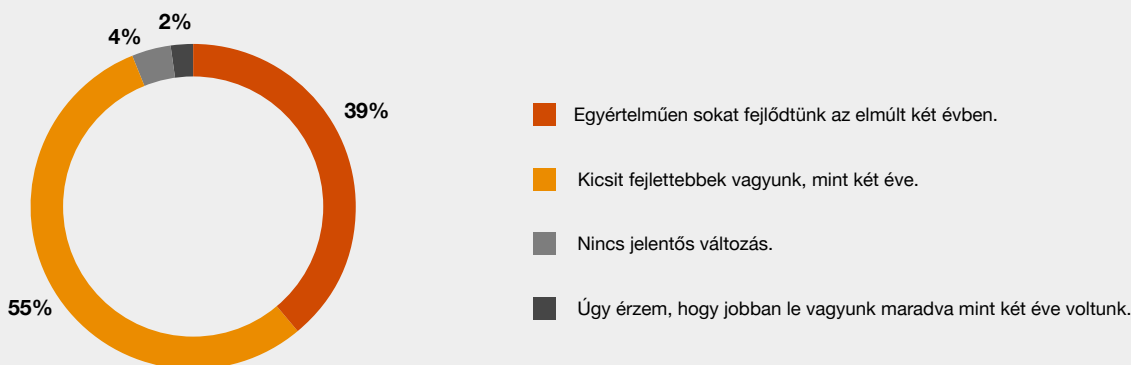 2%
4%
39%
55%
Egyértelműen sokat fejlődtünk az elmúlt két évben.
Kicsit fejlettebbek vagyunk, mint két éve.
Nincs jelentős változás.
Úgy érzem, hogy jobban le vagyunk maradva mint két éve voltunk.